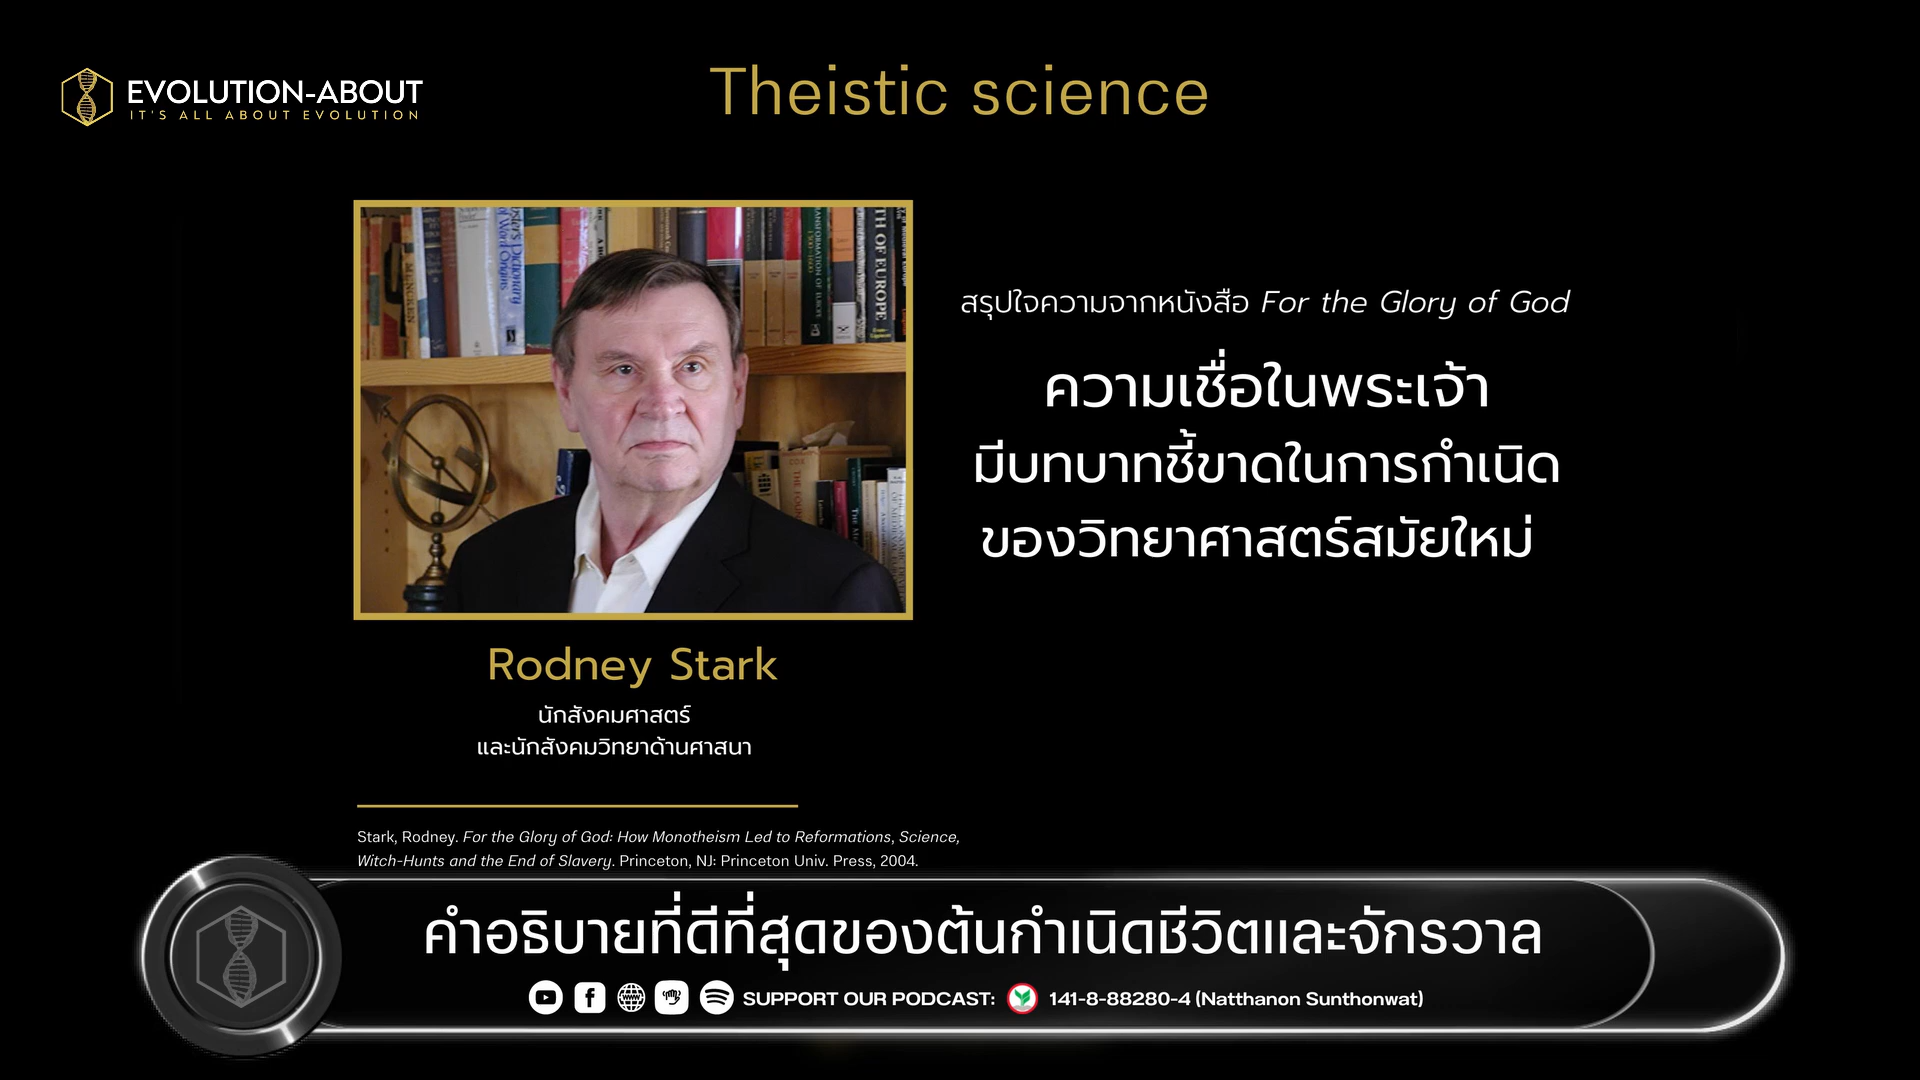 EVOLUTION-ABOUT
IT'S ALL ABOUT EVOLUTION
Theistic science
สรุปใจความจากหนังสือ For the Glory of God
ความเชื่อในพระเจ้า
มีบทบาทชี้ขาดในการกำเนิด
ของวิทยาศาสตร์สมัยใหม่
Rodney Stark
นักสังคมศาสตร์
และนักสังคมวิทยาด้านศาสนา
Stark, Rodney. For the Glory of God: How Monotheism Led to Reformations, Science,
Witch-Hunts and the End of Slavery. Princeton, NJ: Princeton Univ. Press, 2004.
คำอธิบายที่ดีที่สุดของต้นกำเนิดชีวิตและจักรวาล
SUPPORT OUR PODCAST: 141-8-88280-4 (Natthanon Sunthonwat)